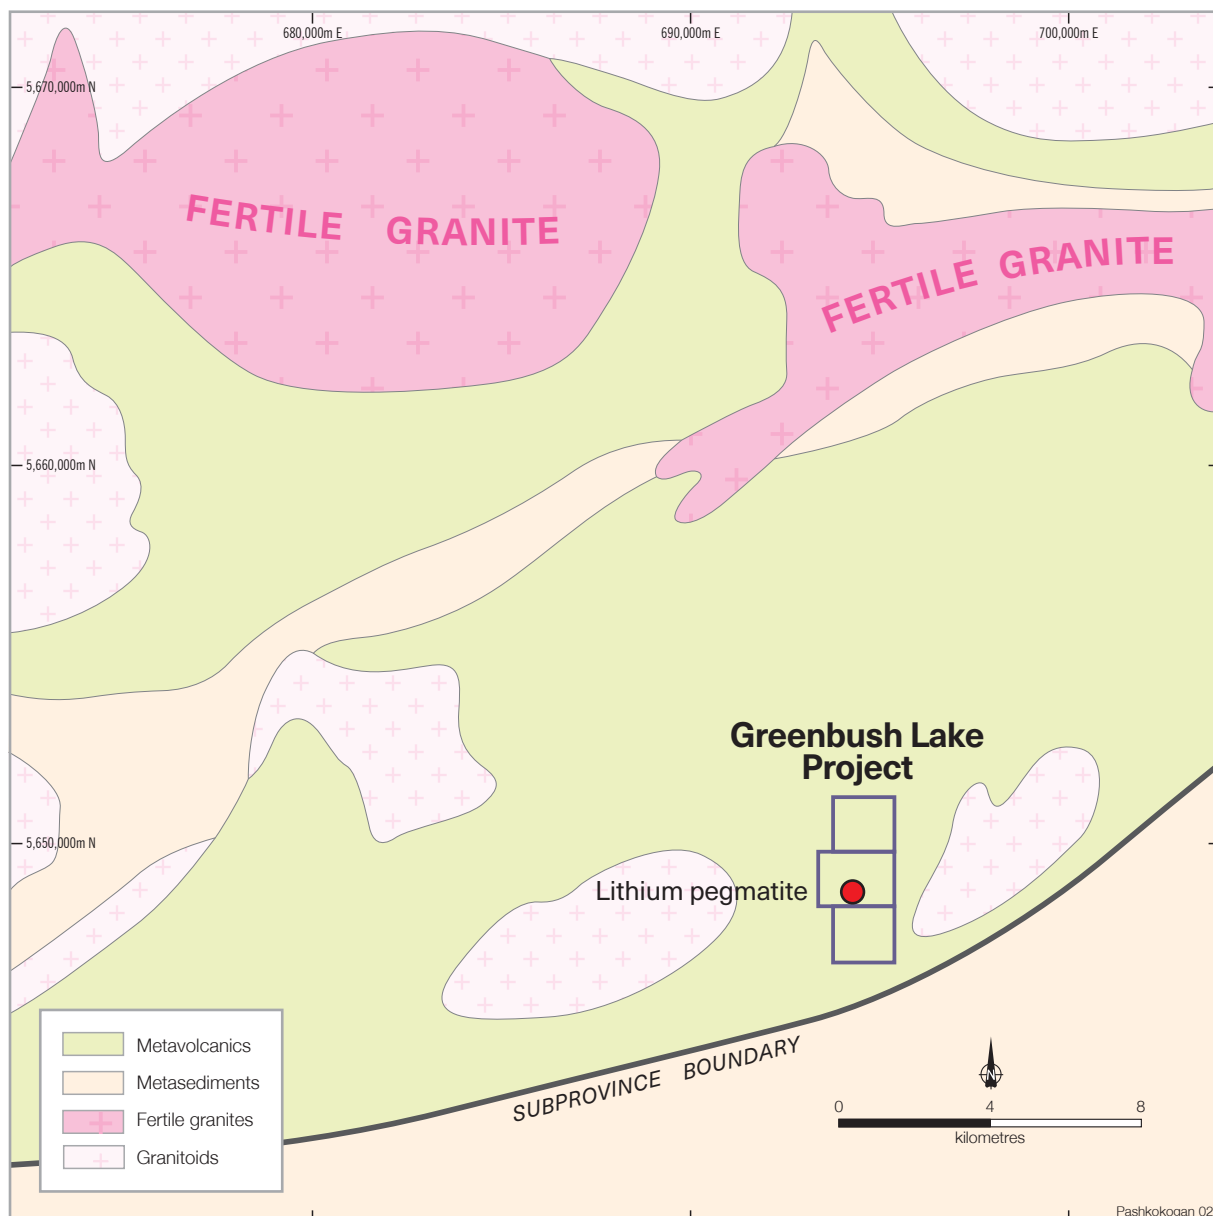 680,000m E
690,000m E
700,000m E
5,670,000m N
FERTILE GRANITE
FERTILE GRANITE
5,660,000m N
Greenbush Lake
Project
5,650,000m N
Lithium pegmatite
SUBPROVINCE BOUNDARY
Metavolcanics
Metasediments
Fertile granites
Granitoids
N
0 4 8
kilometres
Pashkokogan 02